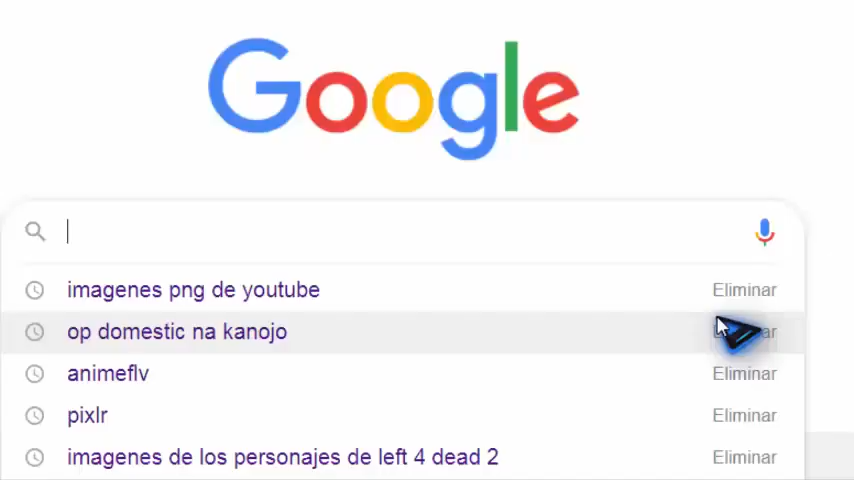 Google
imagenes png de youtube Eliminar
op domestic na kanojo
animeflv Eliminar
pixlr Eliminar
imagenes de los personajes de left 4 dead 2 Eliminar